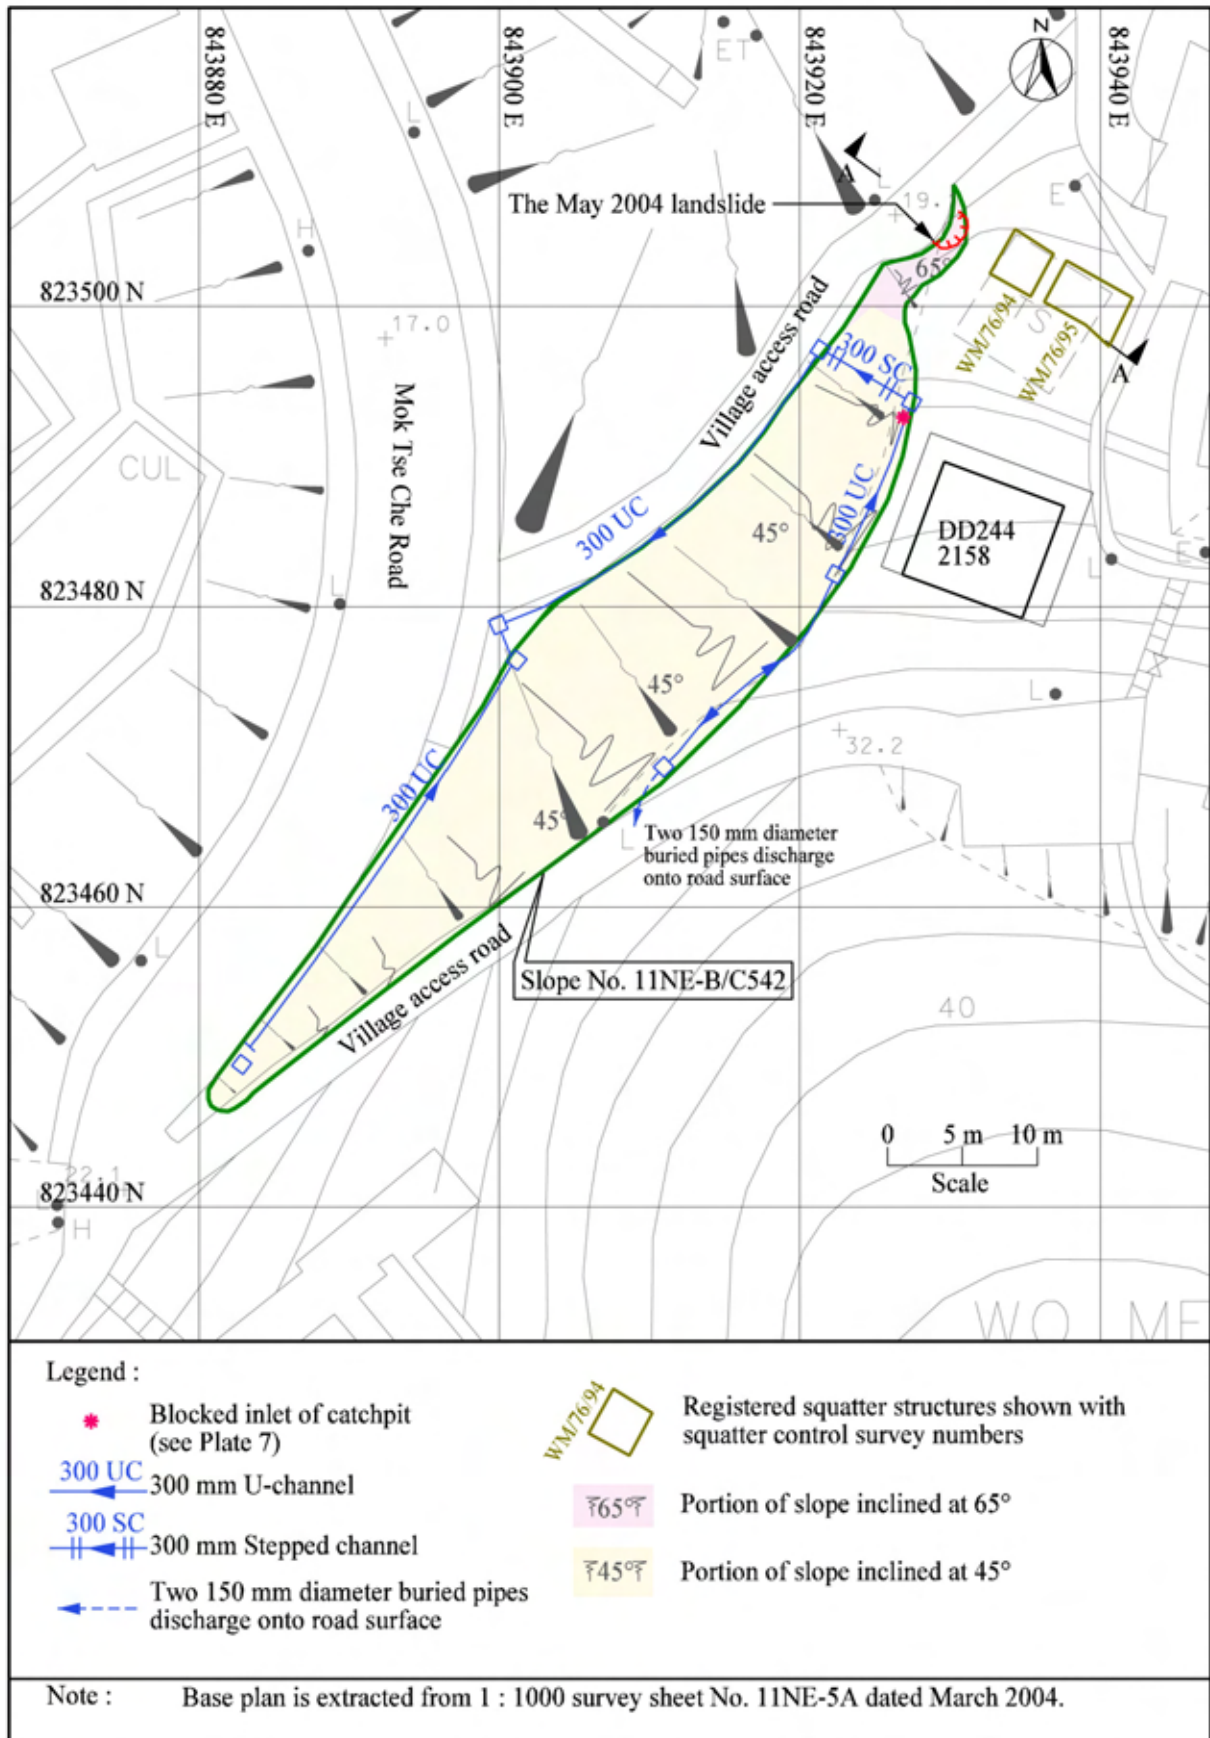 843880 E
843900 E
843920 E
843940 E
N
ET
L
A
L
E
The May 2004 landslide
H
65°
823500 N
17.0
Village access road
300 SC
WM/76/94
S
WM/76/95
A
Mok Tse Che Road
CUL
300 UC
300 UC
45°
DD244
2158
E
L
L
823480 N
45°
L
32.2
300 UC
45°
L
Two 150 mm diameter
buried pipes discharge
onto road surface
823460 N
L
Village access road
Slope No. 11NE-B/C542
40
0 5 m 10 m
Scale
22.1
823440 N
H
WO ME
Legend :
Blocked inlet of catchpit
(see Plate 7)
300 UC
300 mm U-channel
300 SC
300 mm Stepped channel
Two 150 mm diameter buried pipes
discharge onto road surface
WM/76/94
Registered squatter structures shown with
squatter control survey numbers
65°
Portion of slope inclined at 65°
45°
Portion of slope inclined at 45°
Note : Base plan is extracted from 1 : 1000 survey sheet No. 11NE-5A dated March 2004.